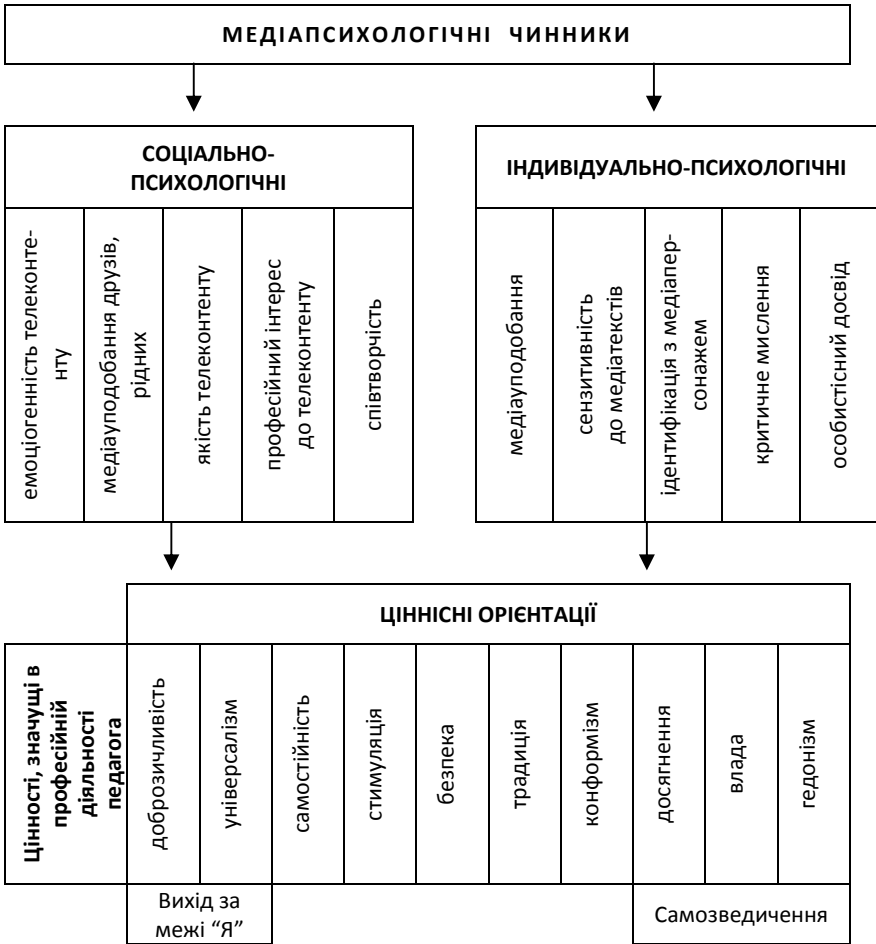 МЕДІАПСИХОЛОГІЧНІ ЧИННИКИ
СОЦІАЛЬНО-
ПСИХОЛОГІЧНІ
ІНДИВІДУАЛЬНО-ПСИХОЛОГІЧНІ
емоціогенність телеконте-
нту
медіауподобання друзів,
рідних
якість телеконтенту
професійний інтерес
до телеконтенту
співтворчість
медіауподобання
сензитивність
до медіатекстів
ідентифікація з медіапер-
сонажем
критичне мислення
особистісний досвід
ЦІННІСНІ ОРІЄНТАЦІЇ
Цінності, значущі в
професійній
діяльності
педагога
доброзичливість
універсалізм
самостійність
стимуляція
безпека
традиція
конформізм
досягнення
влада
гедонізм
Вихід за
межі “Я”
Самозведичення